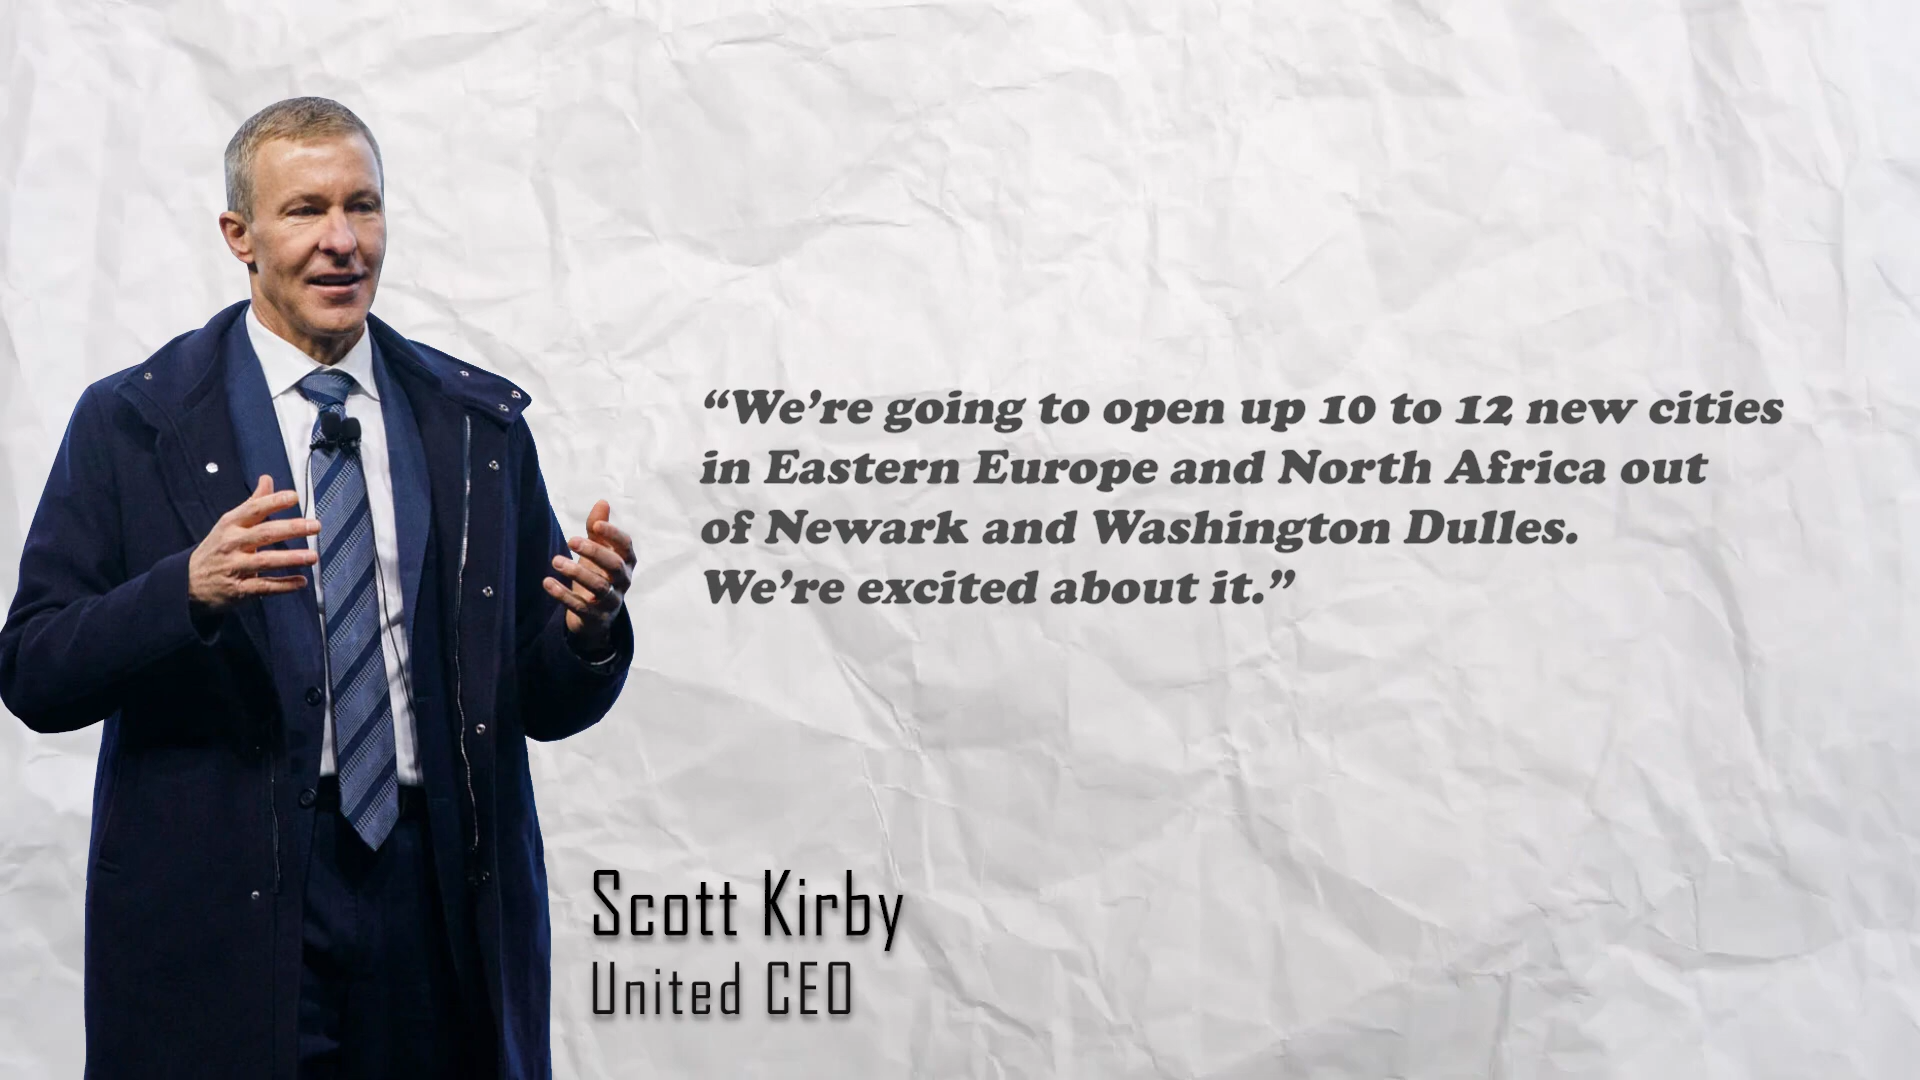 “We’re going to open up 10 to 12 new cities
in Eastern Europe and North Africa out
of Newark and Washington Dulles.
We’re excited about it.”
Scott Kirby
United CEO